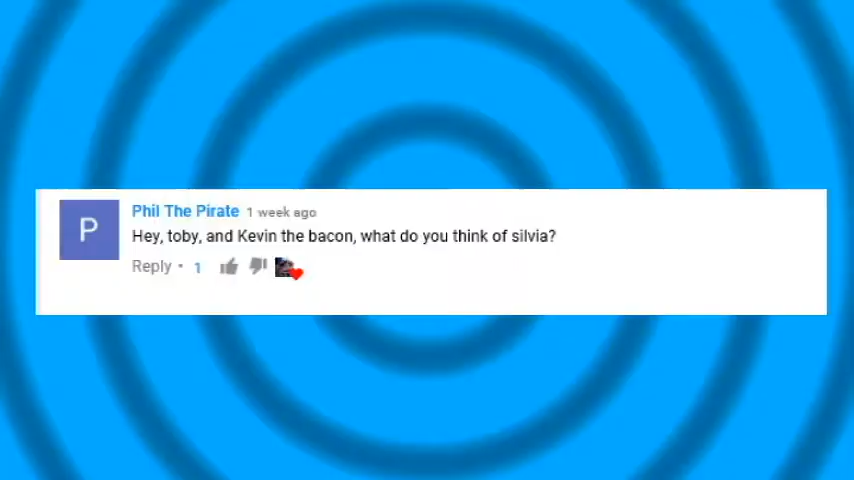 P
Phil The Pirate 1 week ago
Hey, toby, and Kevin the bacon, what do you think of silvia?
Reply • 1